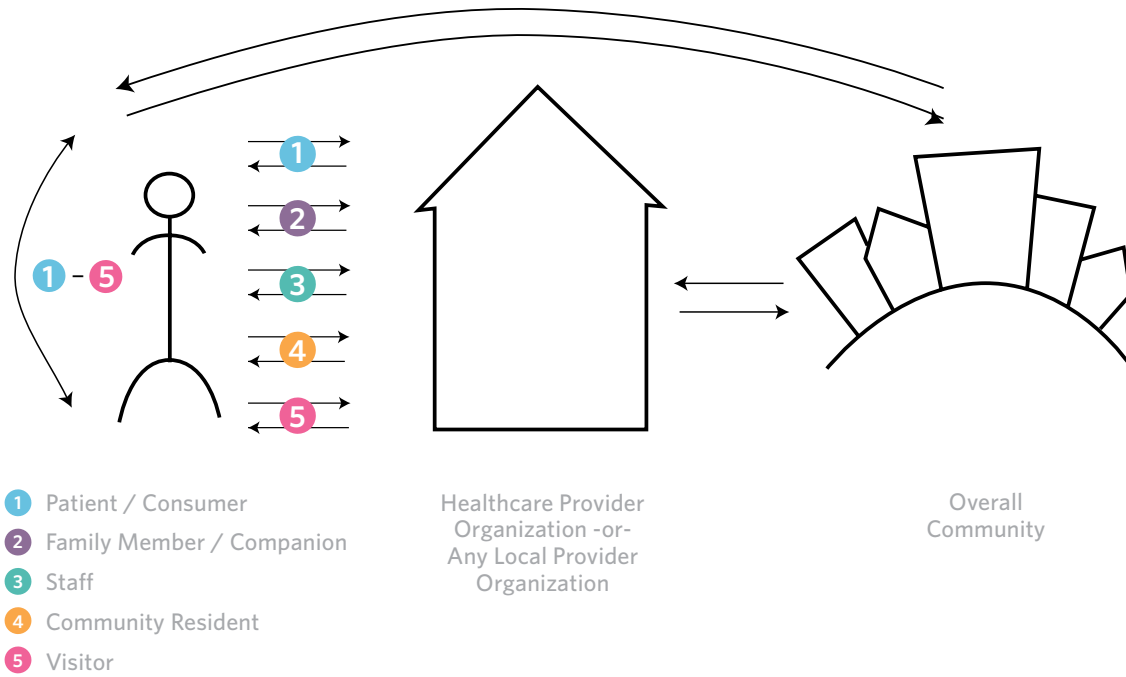 1
2
1 – 5
3
4
5
1 Patient / Consumer
2 Family Member / Companion
3 Staff
4 Community Resident
5 Visitor
Healthcare Provider
Organization -or-
Any Local Provider
Organization
Overall
Community